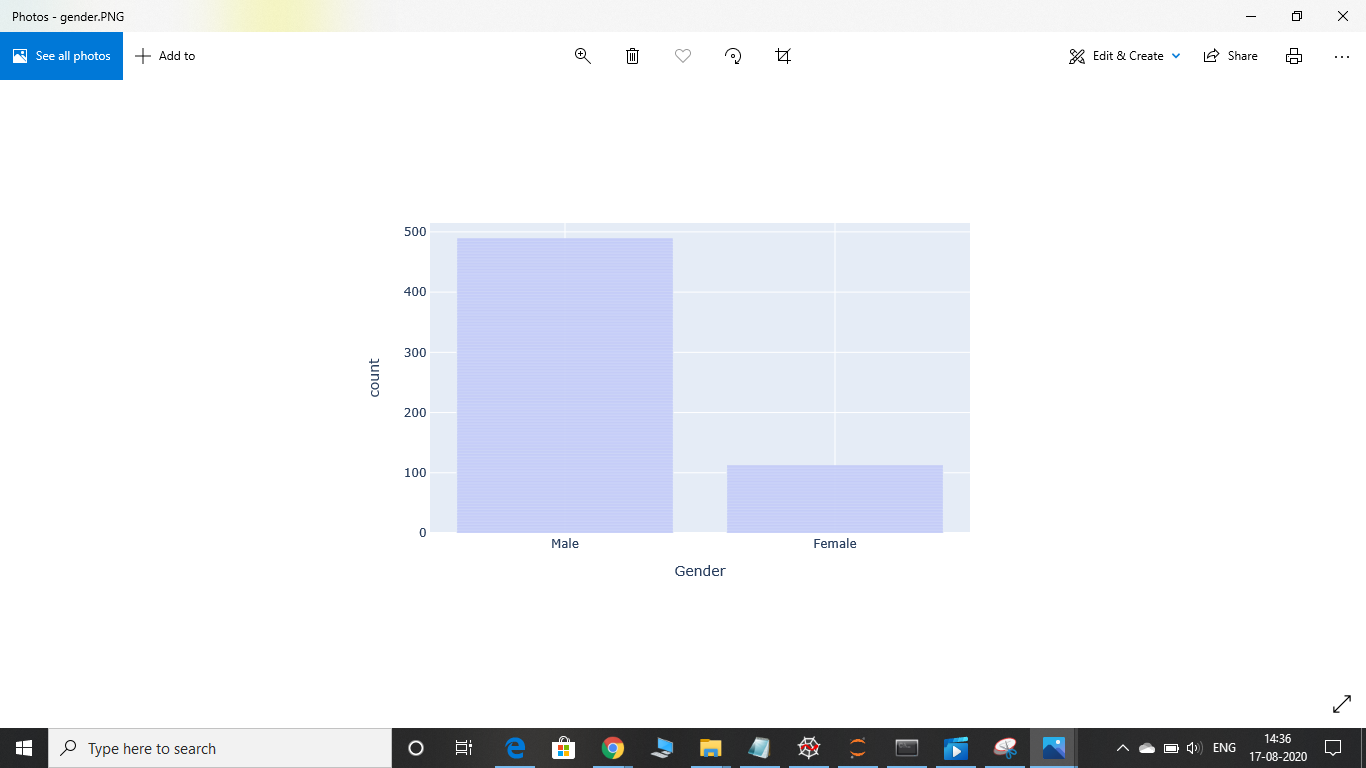 Photos - gender.PNG
See all photos
Add to
Edit & Create
Share
500
400
300
200
100
0
count
Male
Female
Gender
Type here to search
ENG
14:36
17-08-2020